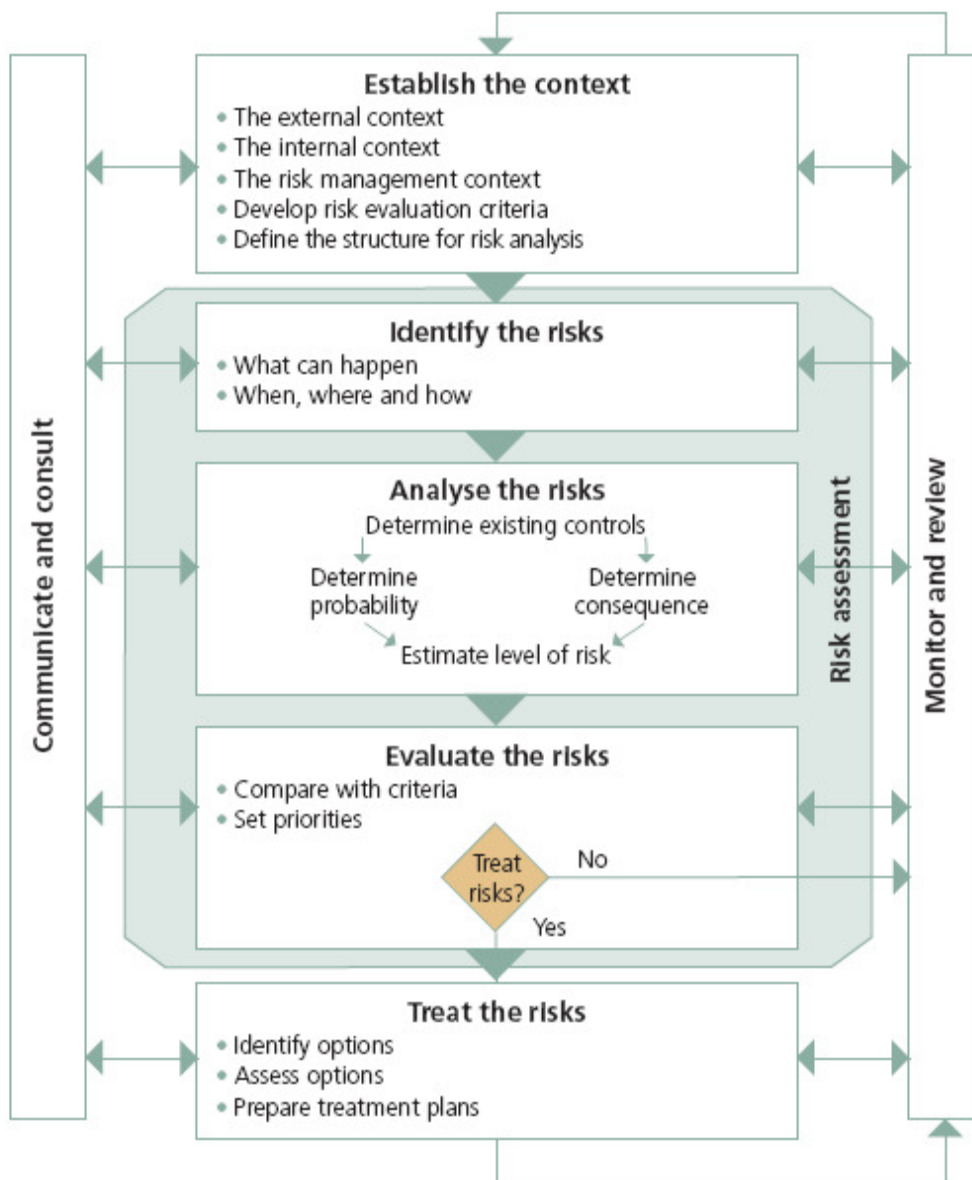 Establish the context
• The external context
• The internal context
• The risk management context
• Develop risk evaluation criteria
• Define the structure for risk analysis
Identify the risks
• What can happen
• When, where and how
Analyse the risks
Determine existing controls
Determine
probability
Determine
consequence
Estimate level of risk
Evaluate the risks
• Compare with criteria
• Set priorities
Treat
risks?
No
Yes
Treat the risks
• Identify options
• Assess options
• Prepare treatment plans
Communicate and consult
Risk assessment
Monitor and review